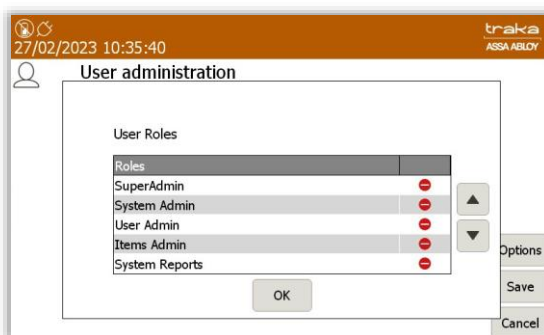 traka
27/02/2023 10:35:40
ASSA ABLOY
User administration
User Roles
Roles
SuperAdmin
System Admin
User Admin
Items Admin
System Reports
Options
OK
Save
Cancel